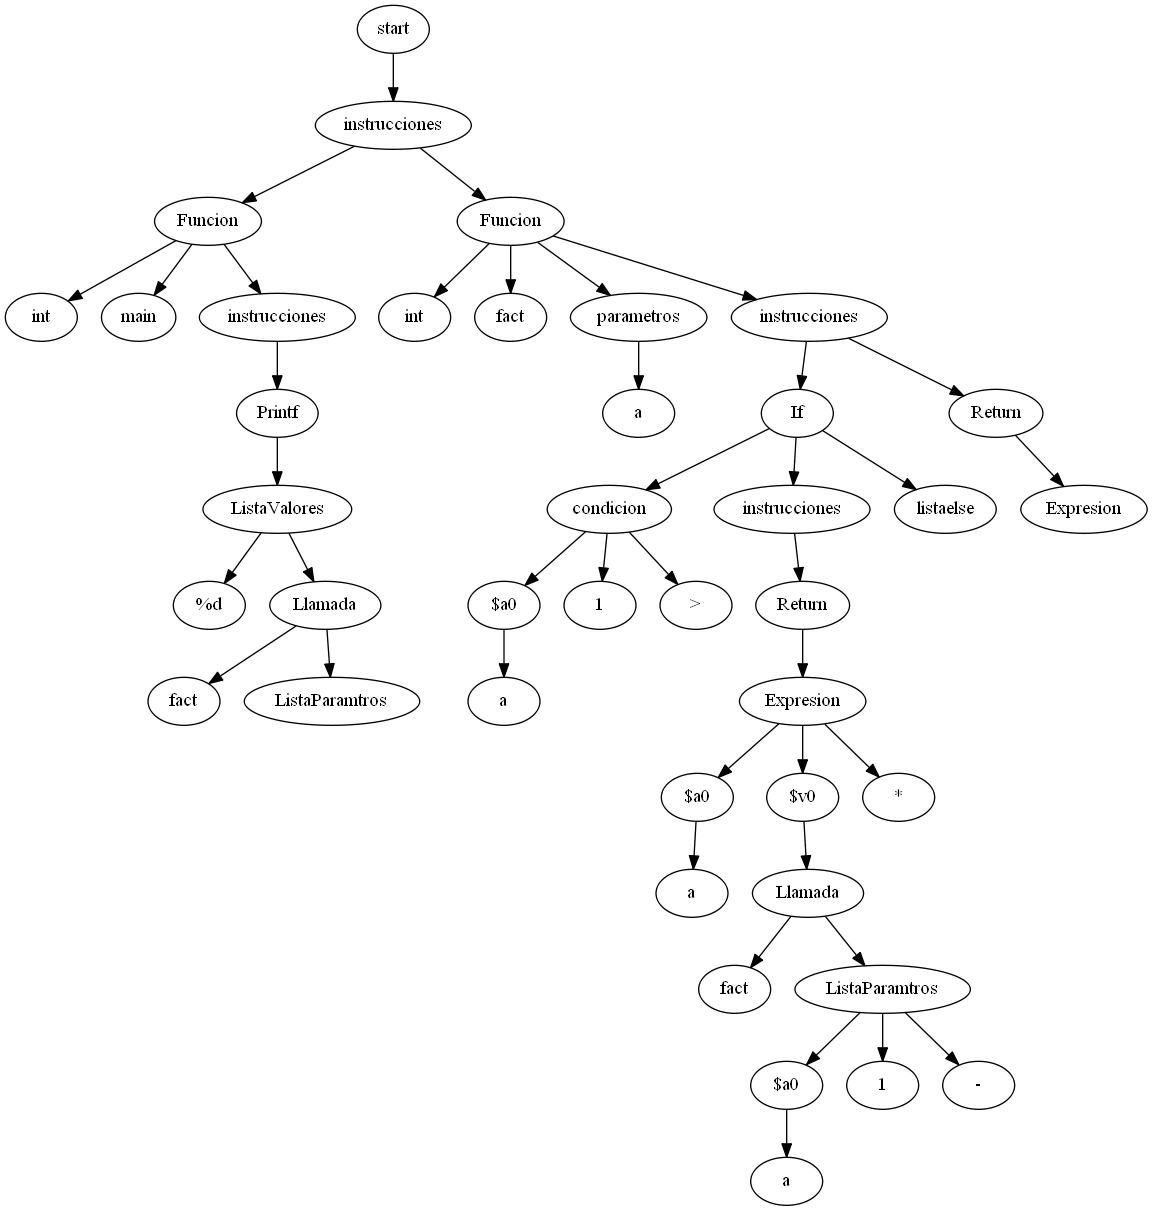 start
instrucciones
Funcion Funcion
int main instrucciones int fact parametros instrucciones
Printf a If Return
ListaValores condicion instrucciones listaelse Expresion
%d Llamada $a0 1 > Return
fact ListaParamtros a Expresion
$a0 $v0 *
a Llamada
fact ListaParamtros
$a0 1 -
a